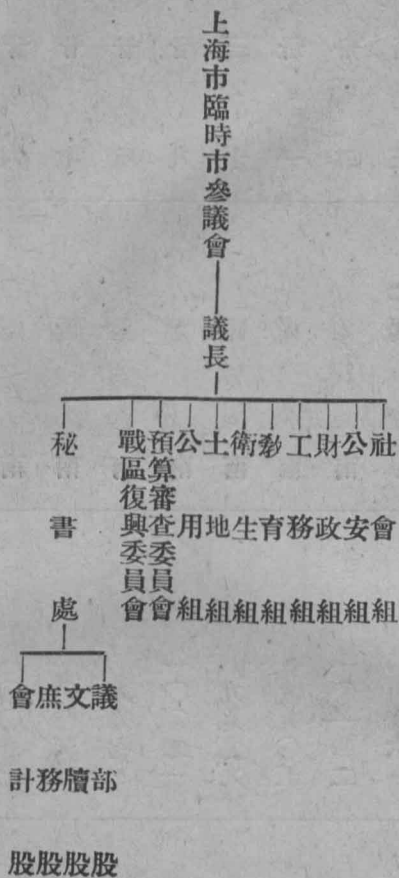 上海市臨時市參議會
議長
社會組
公安組
財政組
工務組
教育組
衛生組
土地組
公用組
預算審查委員會
戰區復興委員會
秘書處
議部股
文牘股
庶務股
會計股